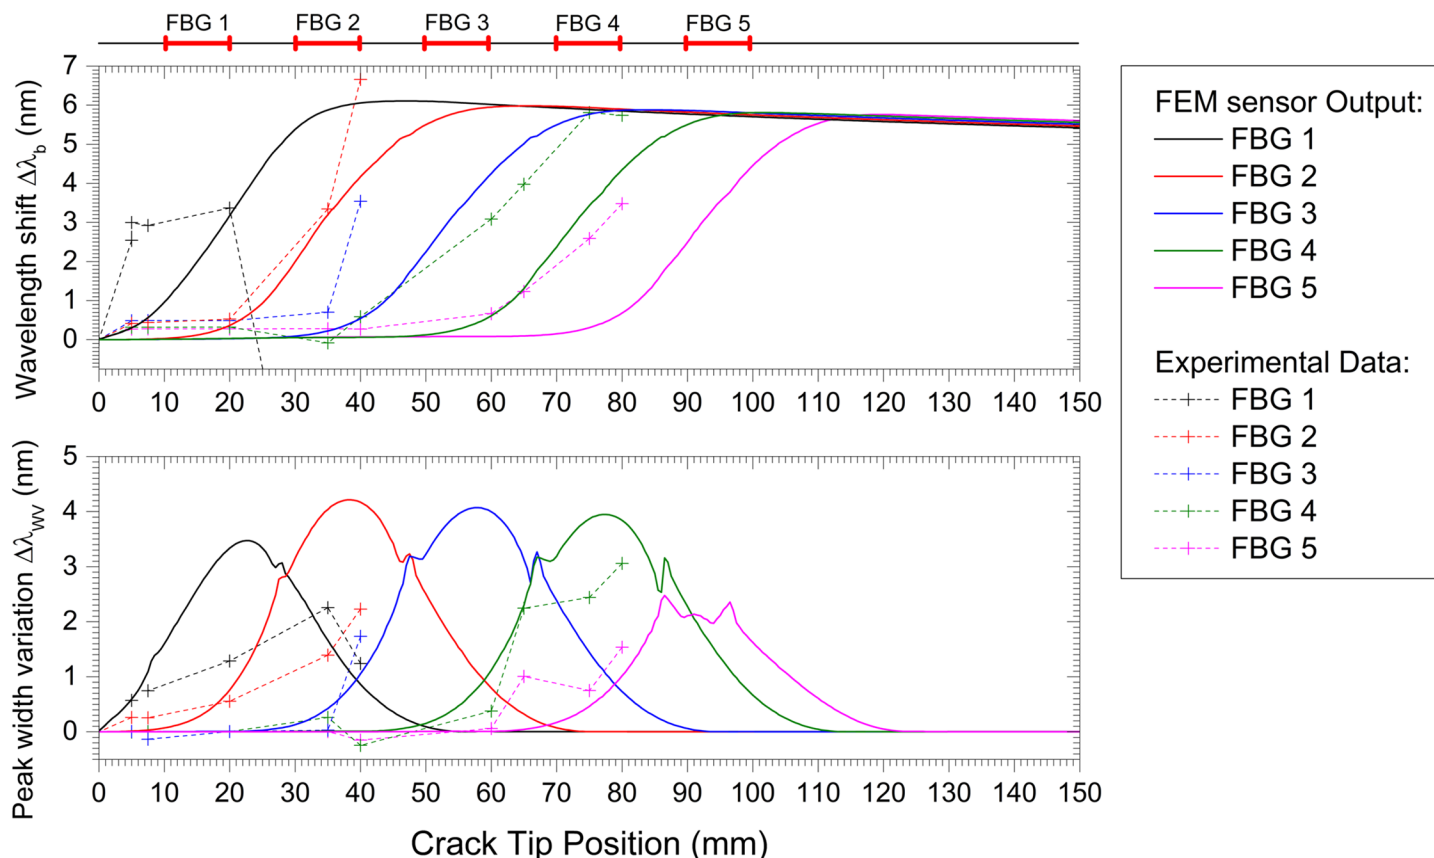 FBG 1 FBG 2 FBG 3 FBG 4 FBG 5
Wavelength shift Δλb (nm)
7
6
5
4
3
2
1
0
0 10 20 30 40 50 60 70 80 90 100 110 120 130 140 150
Peak width variation ΔλWV (nm)
5
4
3
2
1
0
0 10 20 30 40 50 60 70 80 90 100 110 120 130 140 150
Crack Tip Position (mm)
FEM sensor Output:
FBG 1
FBG 2
FBG 3
FBG 4
FBG 5
Experimental Data:
FBG 1
FBG 2
FBG 3
FBG 4
FBG 5